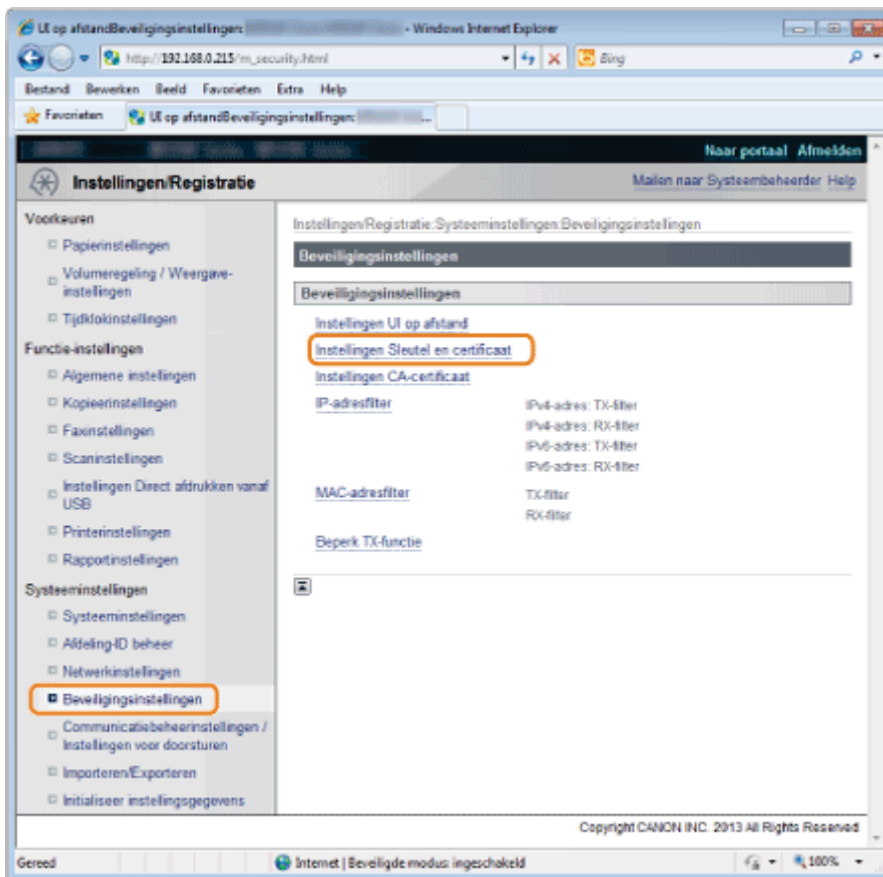 UI op afstandBeveiligingsinstellingen: - Windows Internet Explorer
http://192.168.0.215/m_security.html
Bing
Bestand Bewerken Beeld Favorieten Extra Help
Favorieten
UI op afstandBeveiligingsinstellingen: ...
Naar portaal Afmelden
Instellingen/Registratie
Mailen naar Systeembeheerder Help
Voorkeuren
Papierinstellingen
Volumeregeling / Weergave-
instellingen
Tijdklokinstellingen
Functie-instellingen
Algemene instellingen
Kopieerinstellingen
Faxinstellingen
Scaninstellingen
Instellingen Direct afdrukken vanaf
USB
Printerinstellingen
Rapportinstellingen
Systeeminstellingen
Systeeminstellingen
Afdeling-ID beheer
Netwerkinstellingen
Beveiligingsinstellingen
Communicatiebeheerinstellingen /
Instellingen voor doorsturen
Importeren/Exporteren
Initialiseer instellingsgegevens
Instellingen/Registratie:Systeeminstellingen:Beveiligingsinstellingen
Beveiligingsinstellingen
Beveiligingsinstellingen
Instellingen UI op afstand
Instellingen Sleutel en certificaat
Instellingen CA-certificaat
IP-adresfilter
IPv4-adres: TX-filter
IPv4-adres: RX-filter
IPv6-adres: TX-filter
IPv6-adres: RX-filter
MAC-adresfilter
TX-filter
RX-filter
Beperk TX-functie
Copyright CANON INC. 2013 All Rights Reserved
Gereed
Internet | Beveiligde modus: ingeschakeld
100%